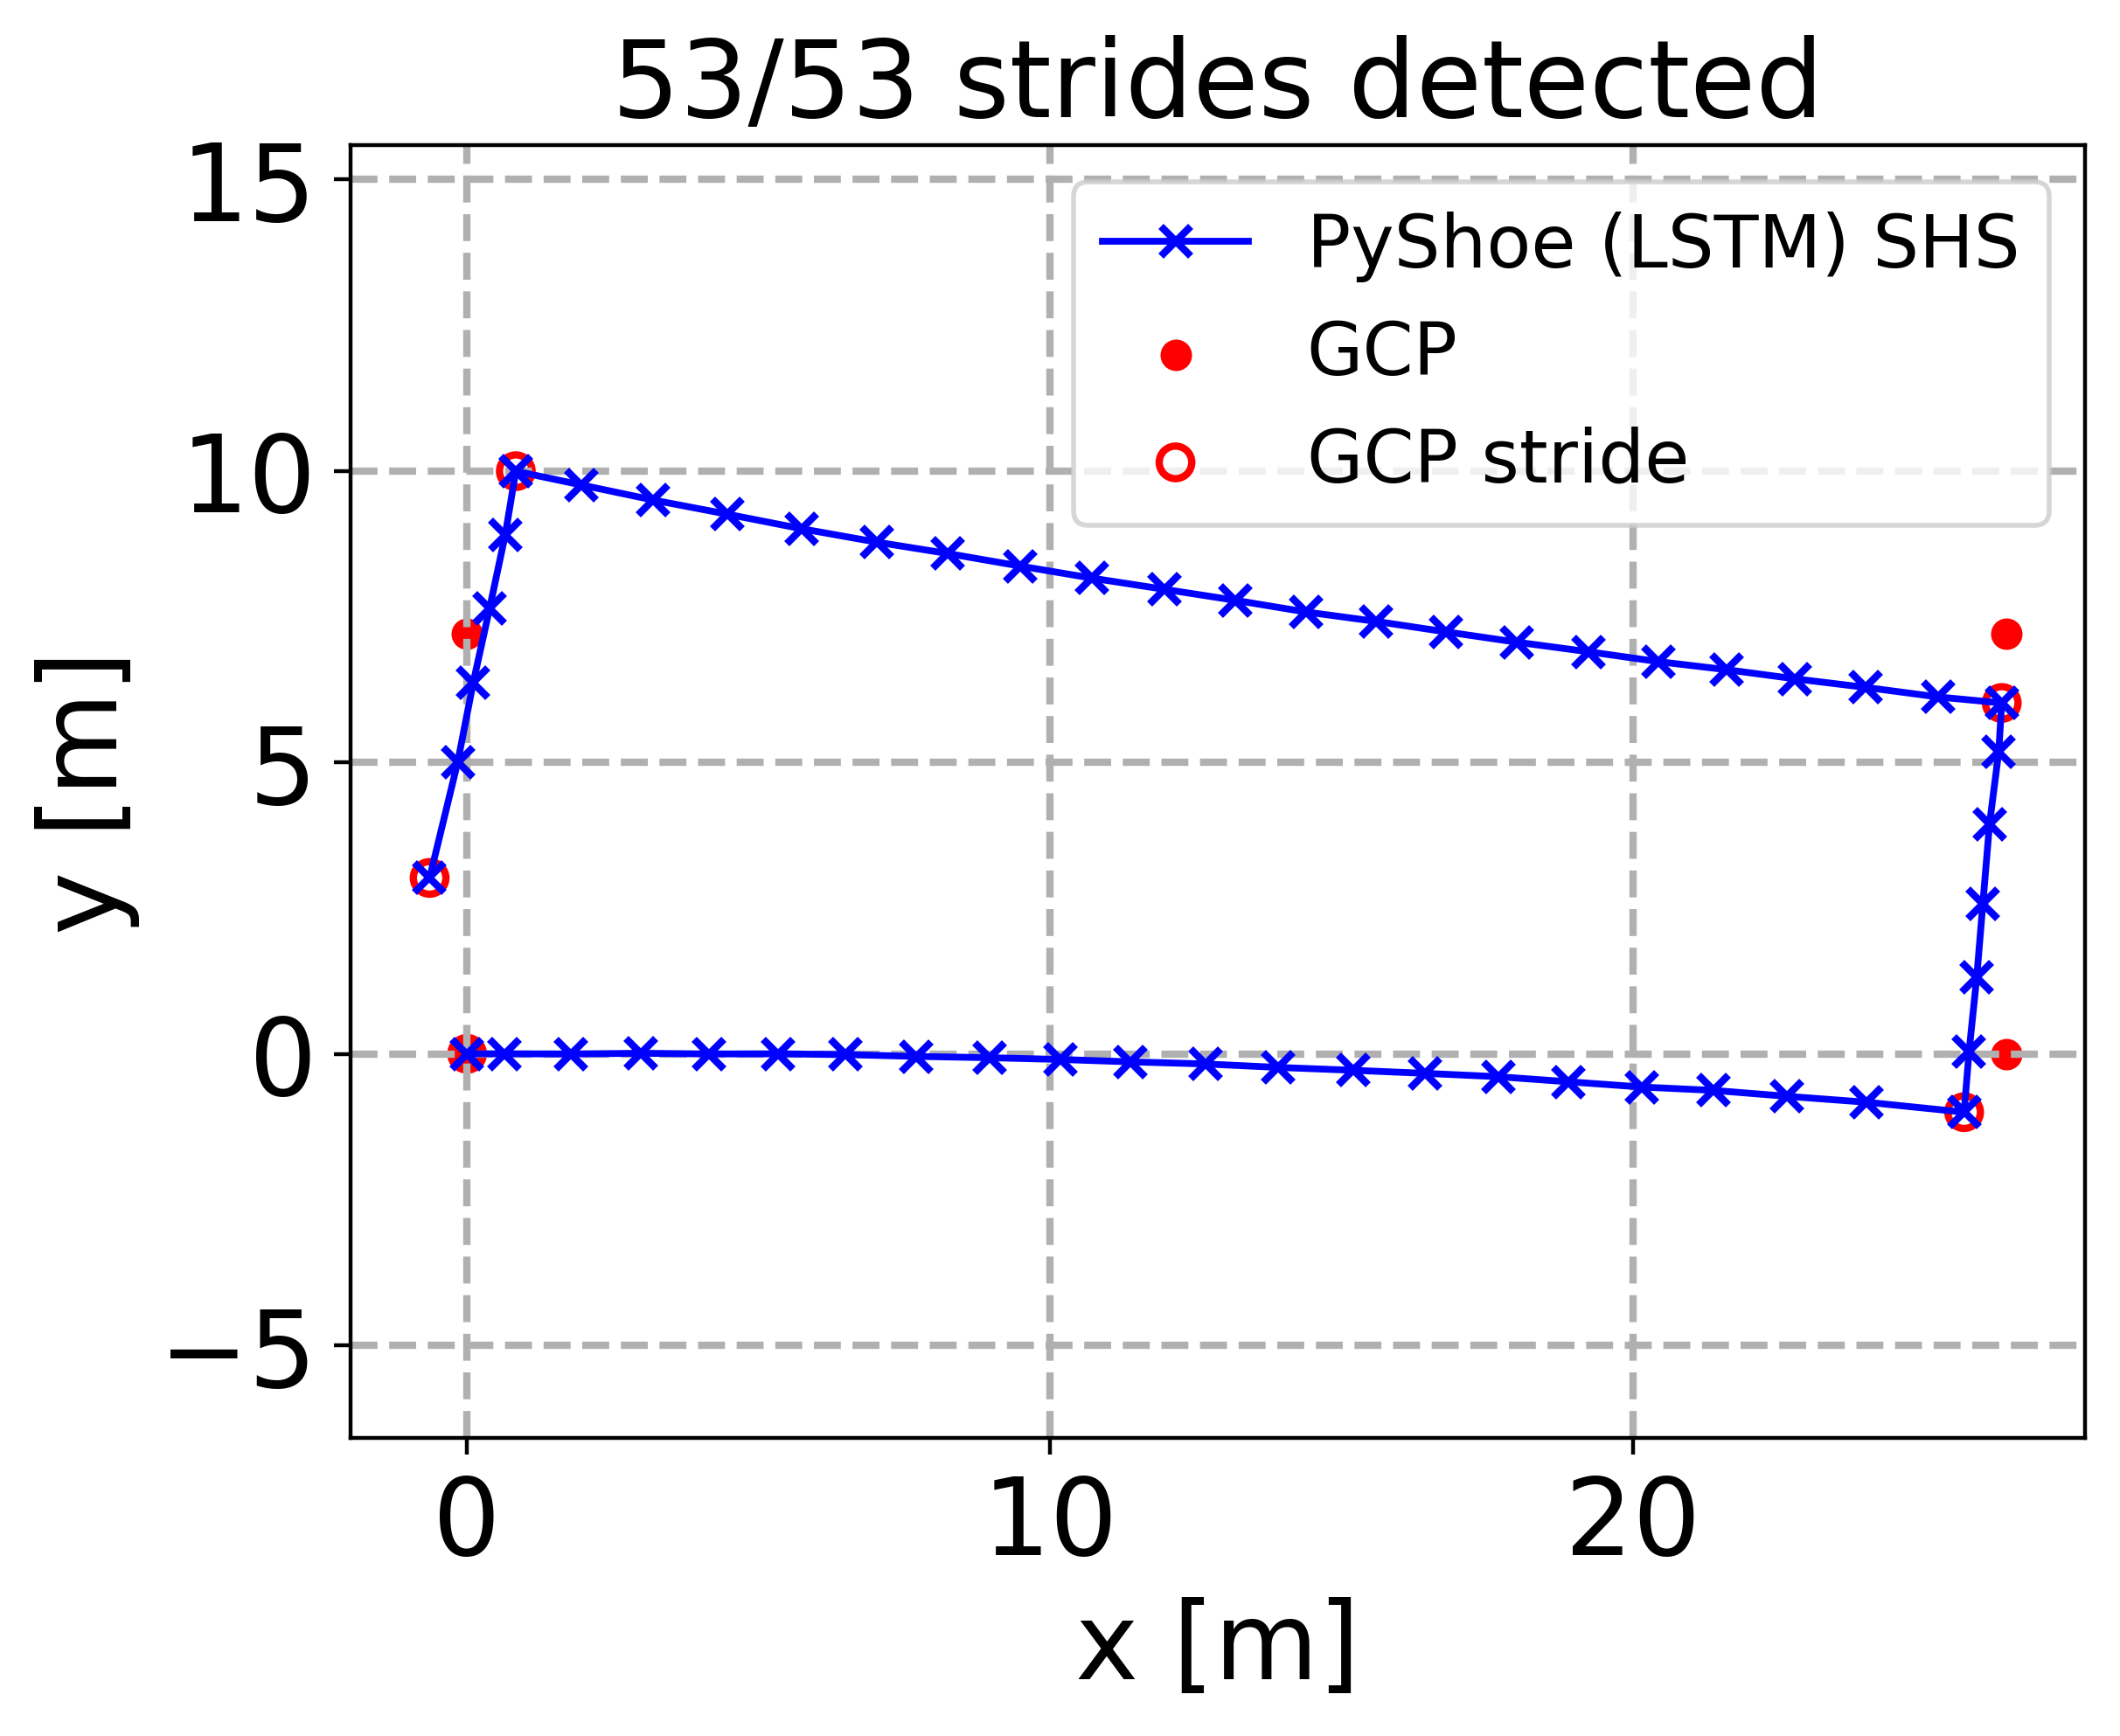 53/53 strides detected
15
10
5
0
−5
y [m]
PyShoe (LSTM) SHS
GCP
GCP stride
0
10
20
x [m]